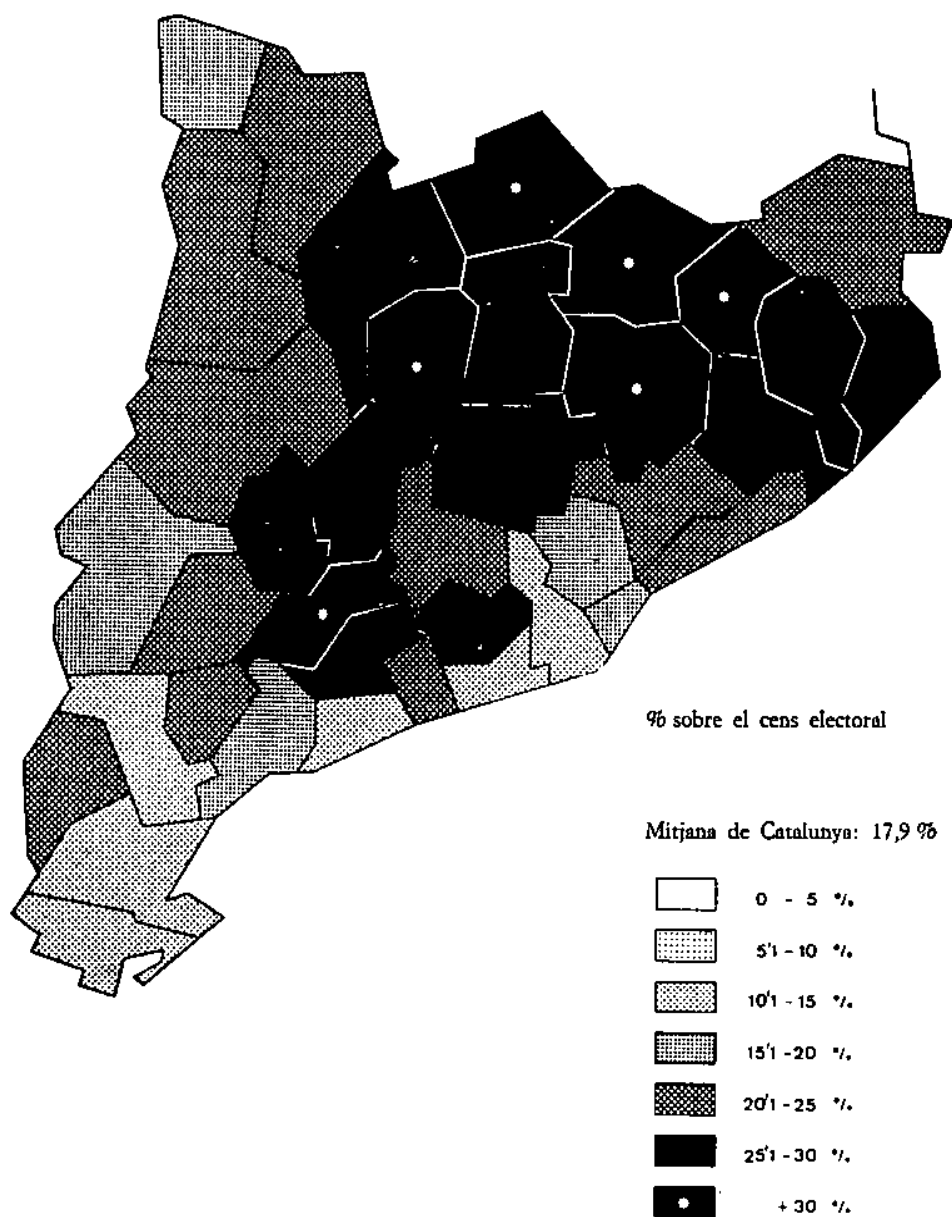 % sobre el cens electoral
Mitjana de Catalunya: 17,9 %
0 - 5 %
5'1 - 10 %
10'1 - 15 %
15'1 - 20 %
20'1 - 25 %
25'1 - 30 %
+ 30 %